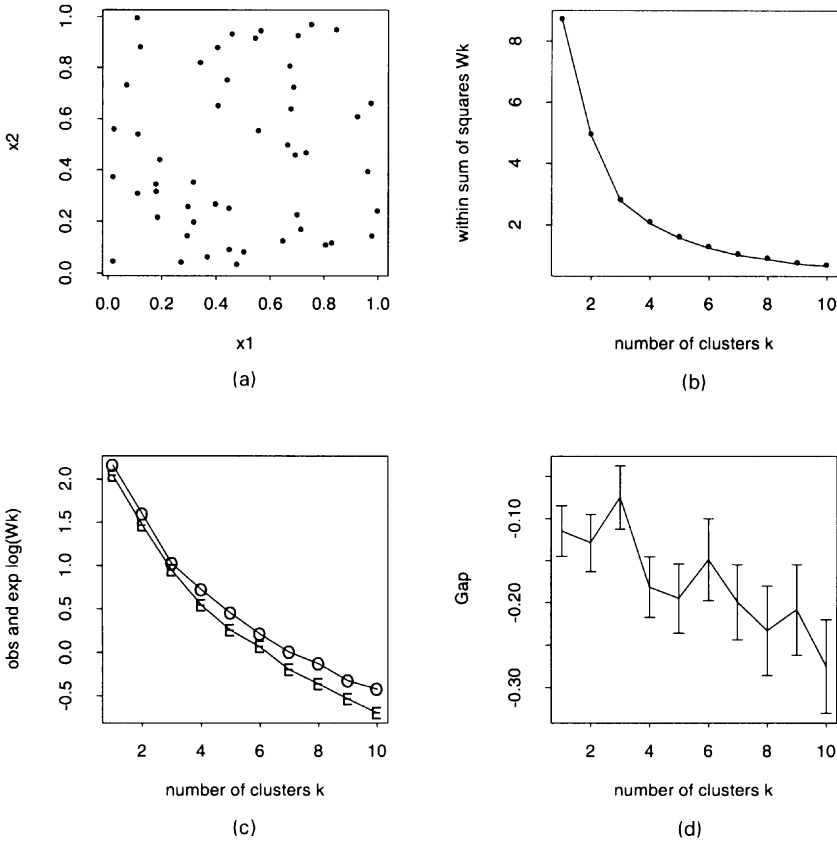 1.0
0.8
0.6
0.4
0.2
0.0
x2
0.0 0.2 0.4 0.6 0.8 1.0
x1
(a)
8
6
4
2
within sum of squares Wk
2 4 6 8 10
number of clusters k
(b)
2.0
1.5
1.0
0.5
0.0
-0.5
obs and exp log(Wk)
O O O O O O O O O O
E E E E E E E E E E
2 4 6 8 10
number of clusters k
(c)
-0.10
-0.20
-0.30
Gap
2 4 6 8 10
number of clusters k
(d)